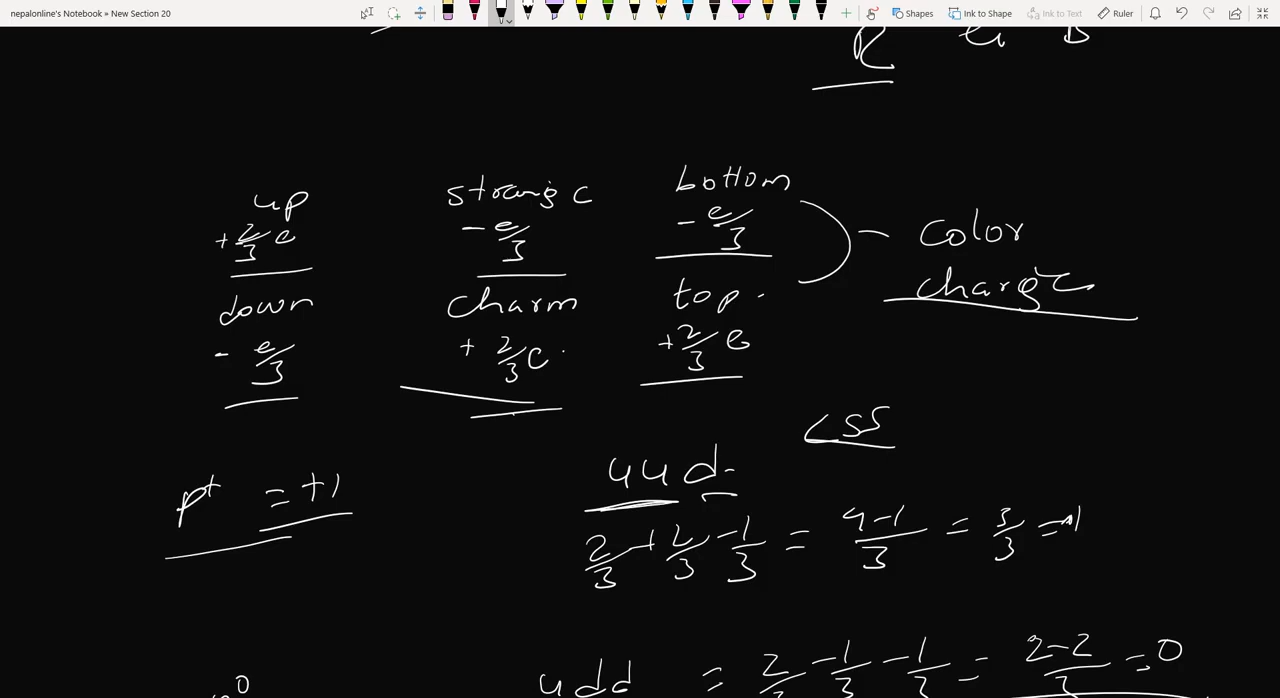 nepalonline's Notebook » New Section 20
Shapes Ink to Shape Ink to Text Ruler
R G B
up strange bottom
+2/3 e - e/3 - e/3
color
charge
down charm top
- e/3 + 2/3 e +2/3 e
css
uud
p+ = +1
2/3 + 2/3 - 1/3 = 4-1/3 = 3/3 = +1
udd = 2/3 - 1/3 - 1/3 = 2-2/3 = 0